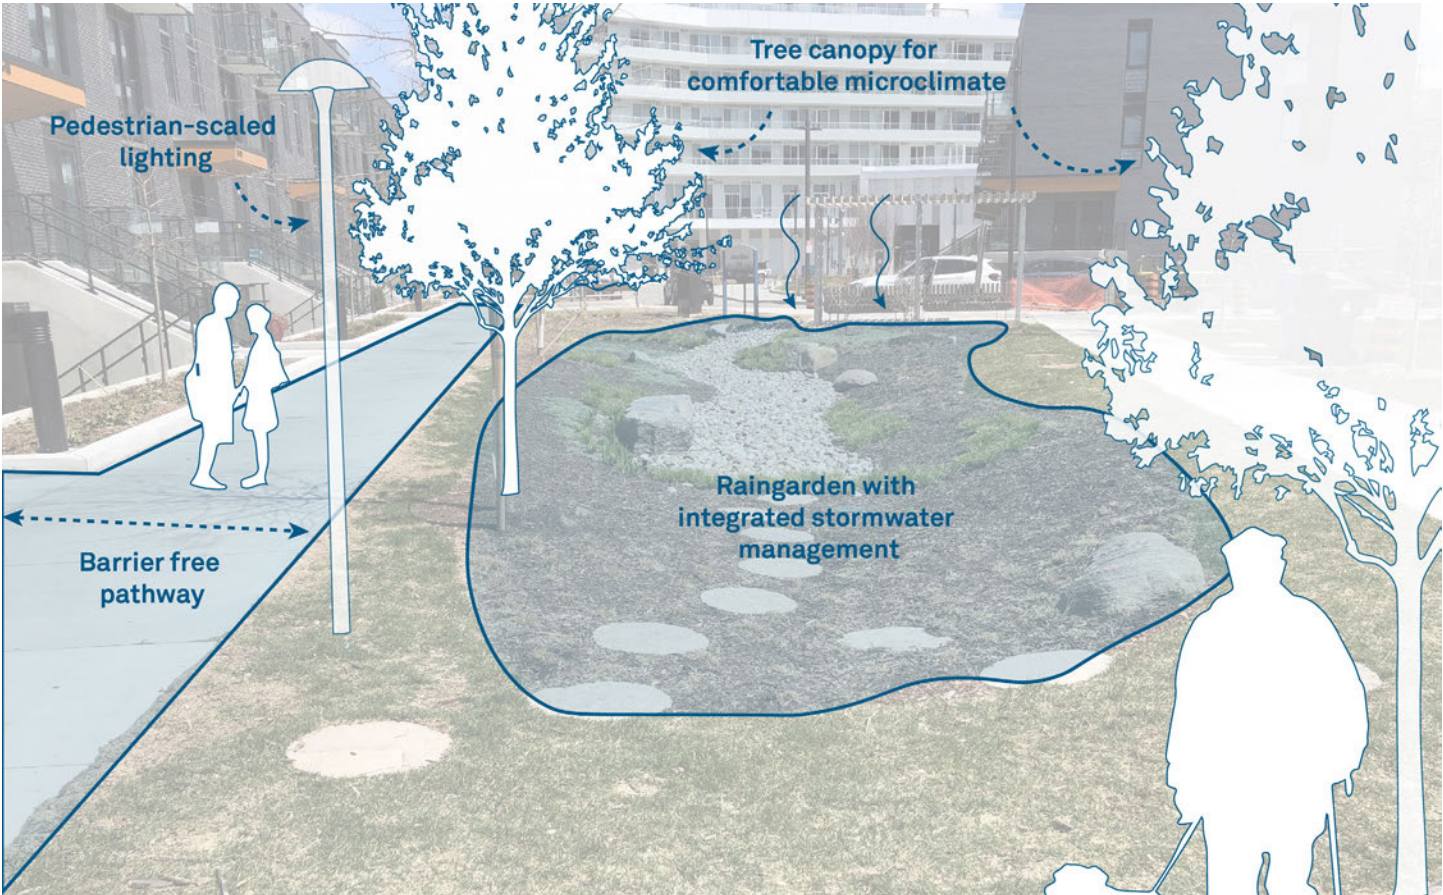 Tree canopy for
comfortable microclimate
Pedestrian-scaled
lighting
Raingarden with
integrated stormwater
management
Barrier free
pathway